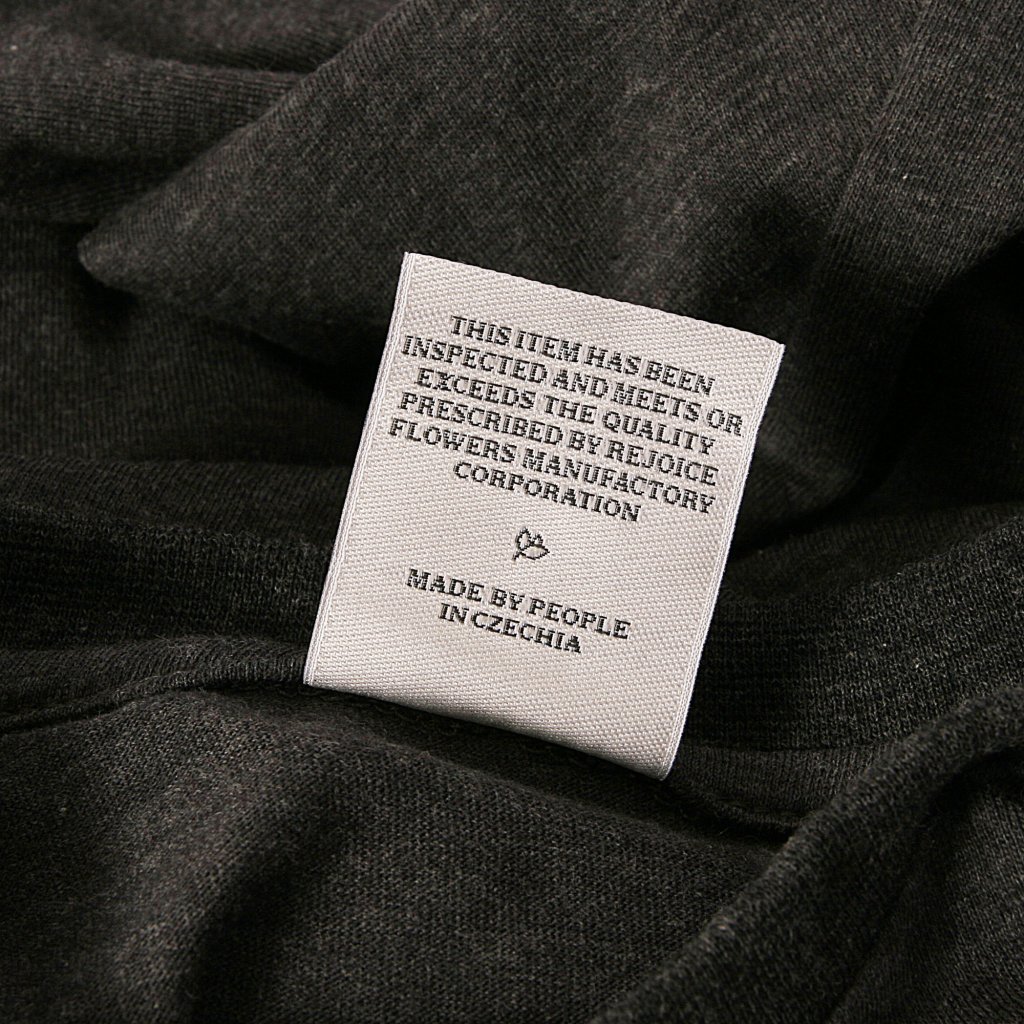 THIS ITEM HAS BEEN
INSPECTED AND MEETS OR
EXCEEDS THE QUALITY
PRESCRIBED BY REJOICE
FLOWERS MANUFACTORY
CORPORATION
MADE BY PEOPLE
IN CZECHIA